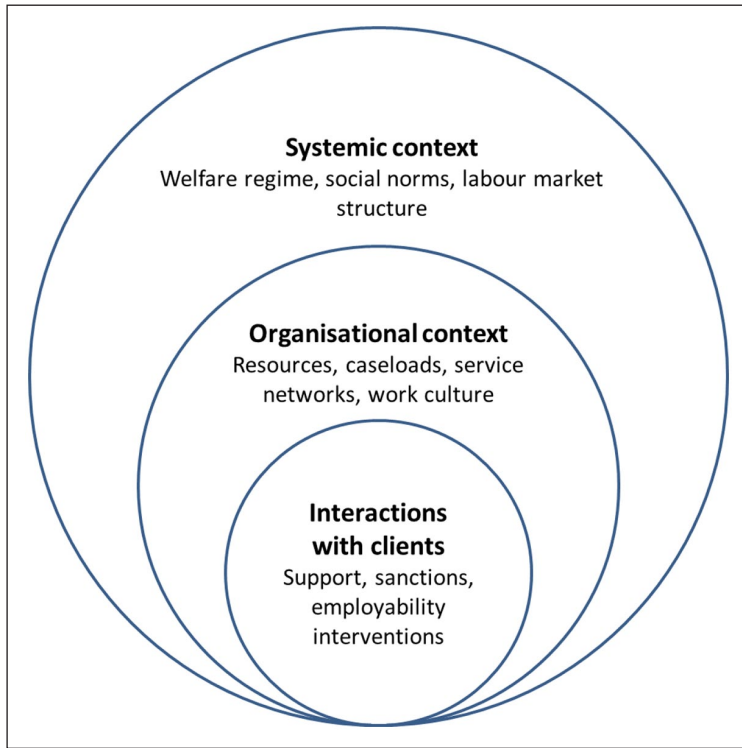 Systemic context
Welfare regime, social norms, labour market
structure
Organisational context
Resources, caseloads, service
networks, work culture
Interactions
with clients
Support, sanctions,
employability
interventions